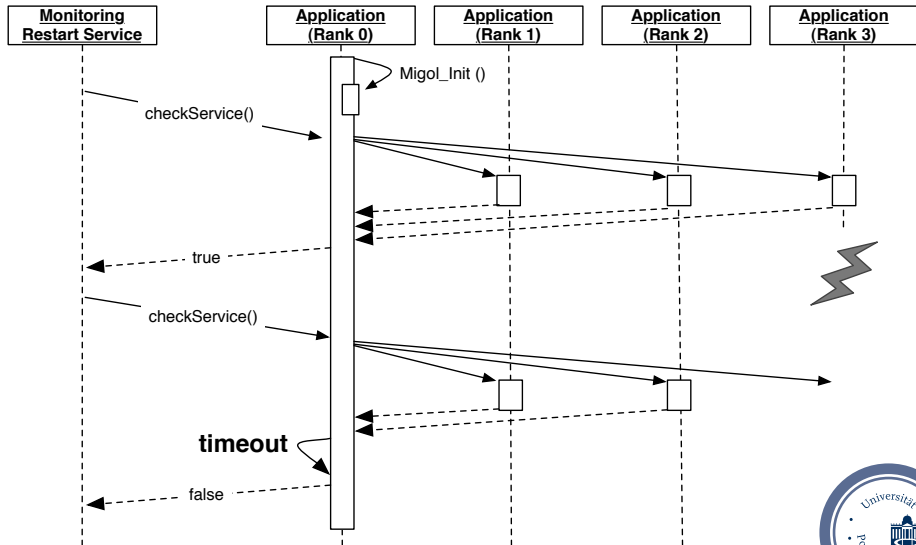 Monitoring
Restart Service
Application
(Rank 0)
Application
(Rank 1)
Application
(Rank 2)
Application
(Rank 3)
Migol_Init ()
checkService()
true
checkService()
timeout
false
Universität